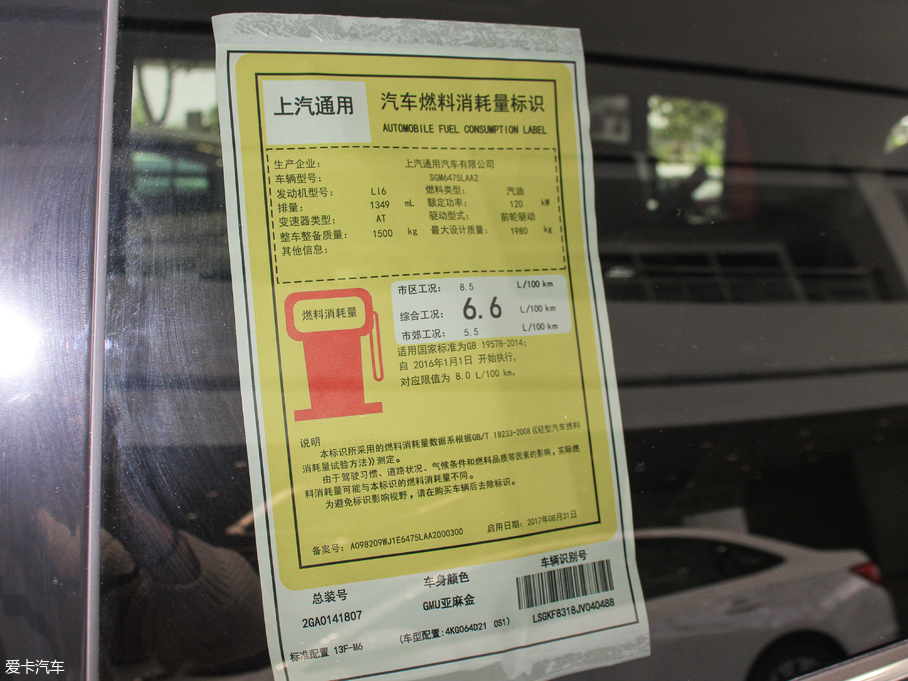 上汽通用
汽车燃料消耗量标识
AUTOMOBILE FUEL CONSUMPTION LABEL
生产企业： 上汽通用汽车有限公司
车辆型号： SGM6475LAA2
发动机型号： LI6 燃料类型： 汽油
排量： 1349 mL 额定功率： 120 kW
变速器类型： AT 驱动型式： 前轮驱动
整车整备质量： 1500 kg 最大设计质量： 1980 kg
其他信息：
燃料消耗量
市区工况： 8.5 L/100 km
综合工况： 6.6 L/100 km
市郊工况： 5.5 L/100 km
适用国家标准为GB 19578-2014；
自 2016年1月1日 开始执行。
对应限值为 8.0 L/100 km。
说明
本标识所采用的燃料消耗量数据系根据GB/T 19233-2008《轻型汽车燃料
消耗量试验方法》测定。
由于驾驶习惯、道路状况、气候条件和燃料品质等因素的影响，实际燃
料消耗量可能与本标识的燃料消耗量不同。
为避免标识影响视野，请在购买车辆后去除标识。
备案号： A098209WJ1E6475LAA2000300 启用日期： 2017年08月31日
总装号 车身颜色 车辆识别号
2GA0141807 GMU亚麻金 LSGKF8318JV040488
标准配置 13F-M6 (车型配置:4KG064D21 0S1)
爱卡汽车